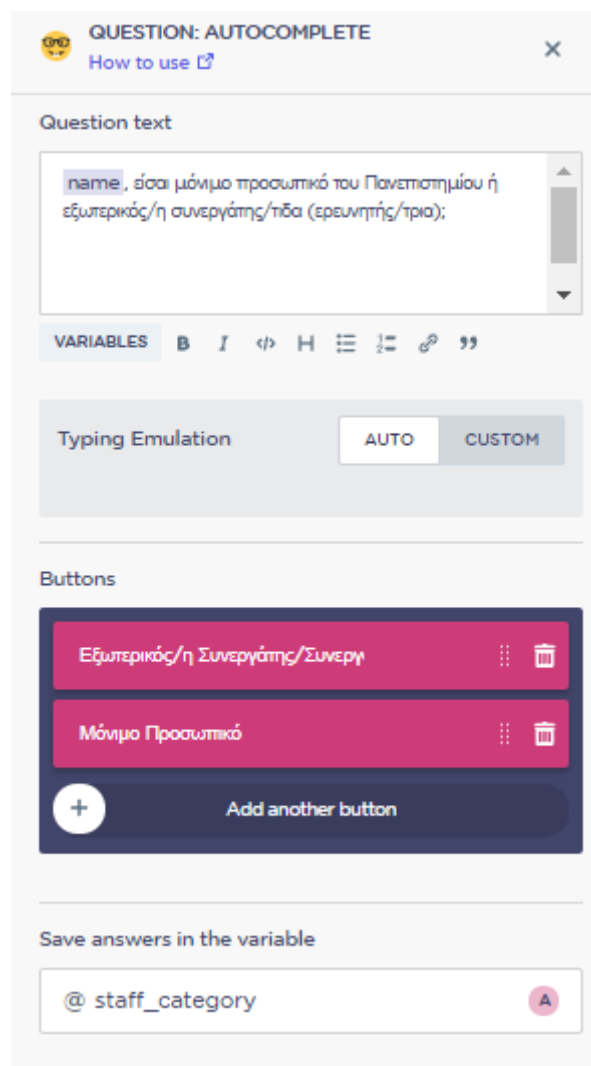 QUESTION: AUTOCOMPLETE
How to use
Question text
name, είσαι μόνιμο προσωπικό του Πανεπιστημίου ή
εξωτερικός/η συνεργάτης/τιδα (ερευνητής/τρια);
VARIABLES B I </> H
Typing Emulation
AUTO CUSTOM
Buttons
Εξωτερικός/η Συνεργάτης/Συνεργ
Μόνιμο Προσωπικό
+ Add another button
Save answers in the variable
@ staff_category A